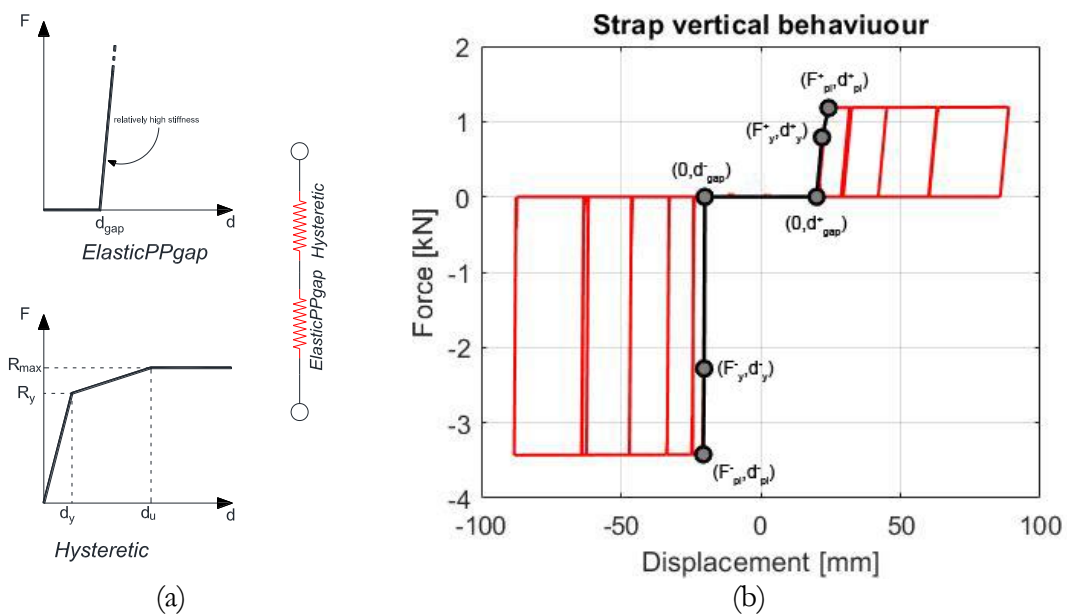 F
relatively high stiffness
d_gap
d
ElasticPPgap
F
R_max
R_y
d_y
d_u
d
Hysteretic
Hysteretic
ElasticPPgap
(a)
Strap vertical behaviuour
Force [kN]
2
1
0
-1
-2
-3
-4
(F⁺_pl,d⁺_pl)
(F⁺_y,d⁺_y)
(0,d⁻_gap)
(0,d⁺_gap)
(F⁻_y,d⁻_y)
(F⁻_pl,d⁻_pl)
-100
-50
0
50
100
Displacement [mm]
(b)